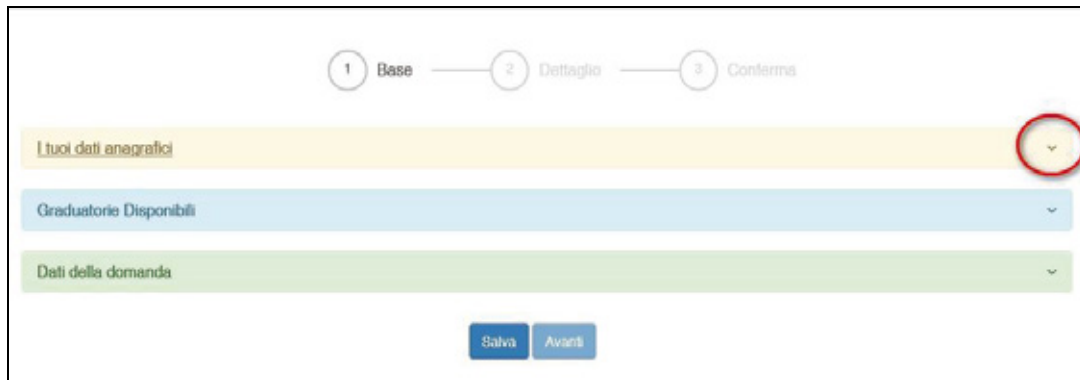 1 Base 2 Dettaglio 3 Conferma
I tuoi dati anagrafici
Graduatorie Disponibili
Dati della domanda
Salva Avanti